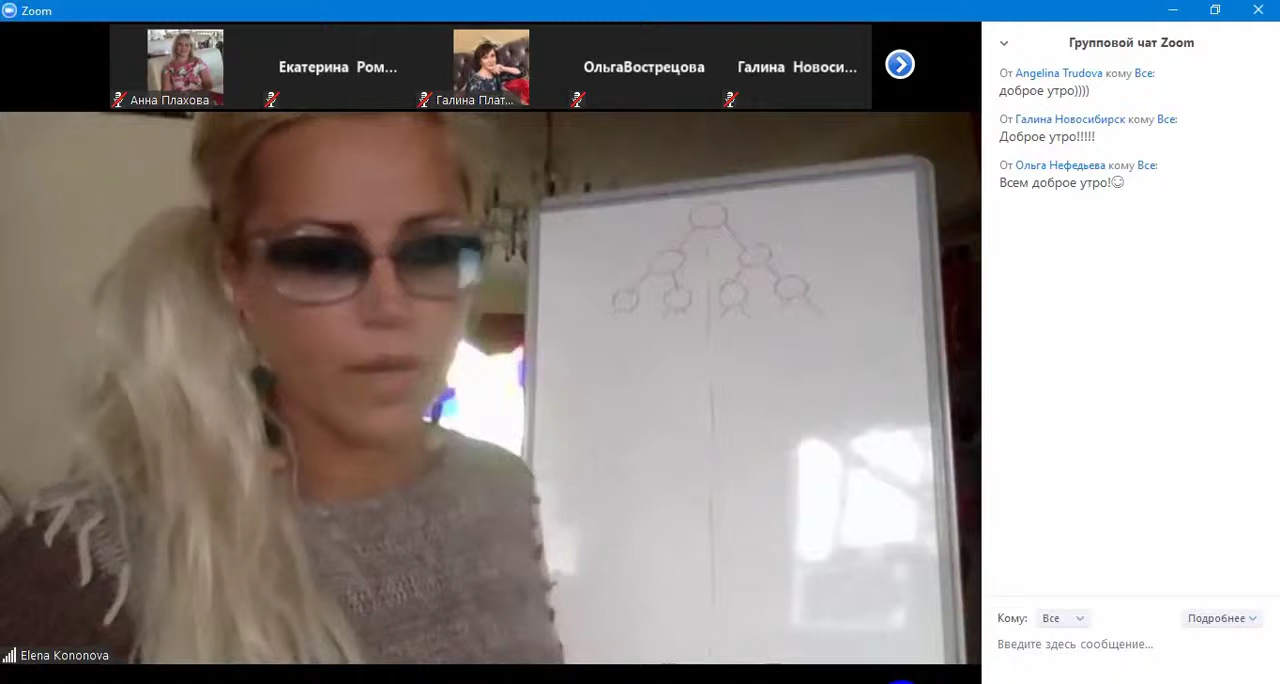 Zoom
Анна Плахова
Екатерина Ром...
Галина Плат...
ОльгаВострецова
Галина Новоси...
Elena Kononova
Групповой чат Zoom
От Angelina Trudova кому Все:
доброе утро))))
От Галина Новосибирск кому Все:
Доброе утро!!!!!
От Ольга Нефедьева кому Все:
Всем доброе утро!☺
Кому: Все Подробнее
Введите здесь сообщение...